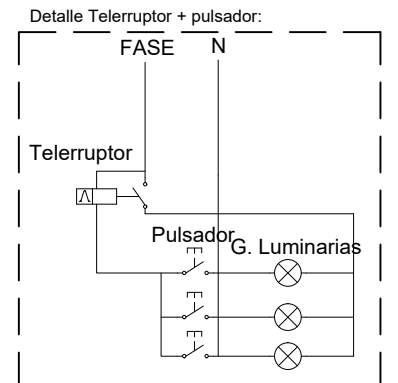 Detalle Telerruptor + pulsador:
FASE
N
Telerruptor
Pulsador
G. Luminarias